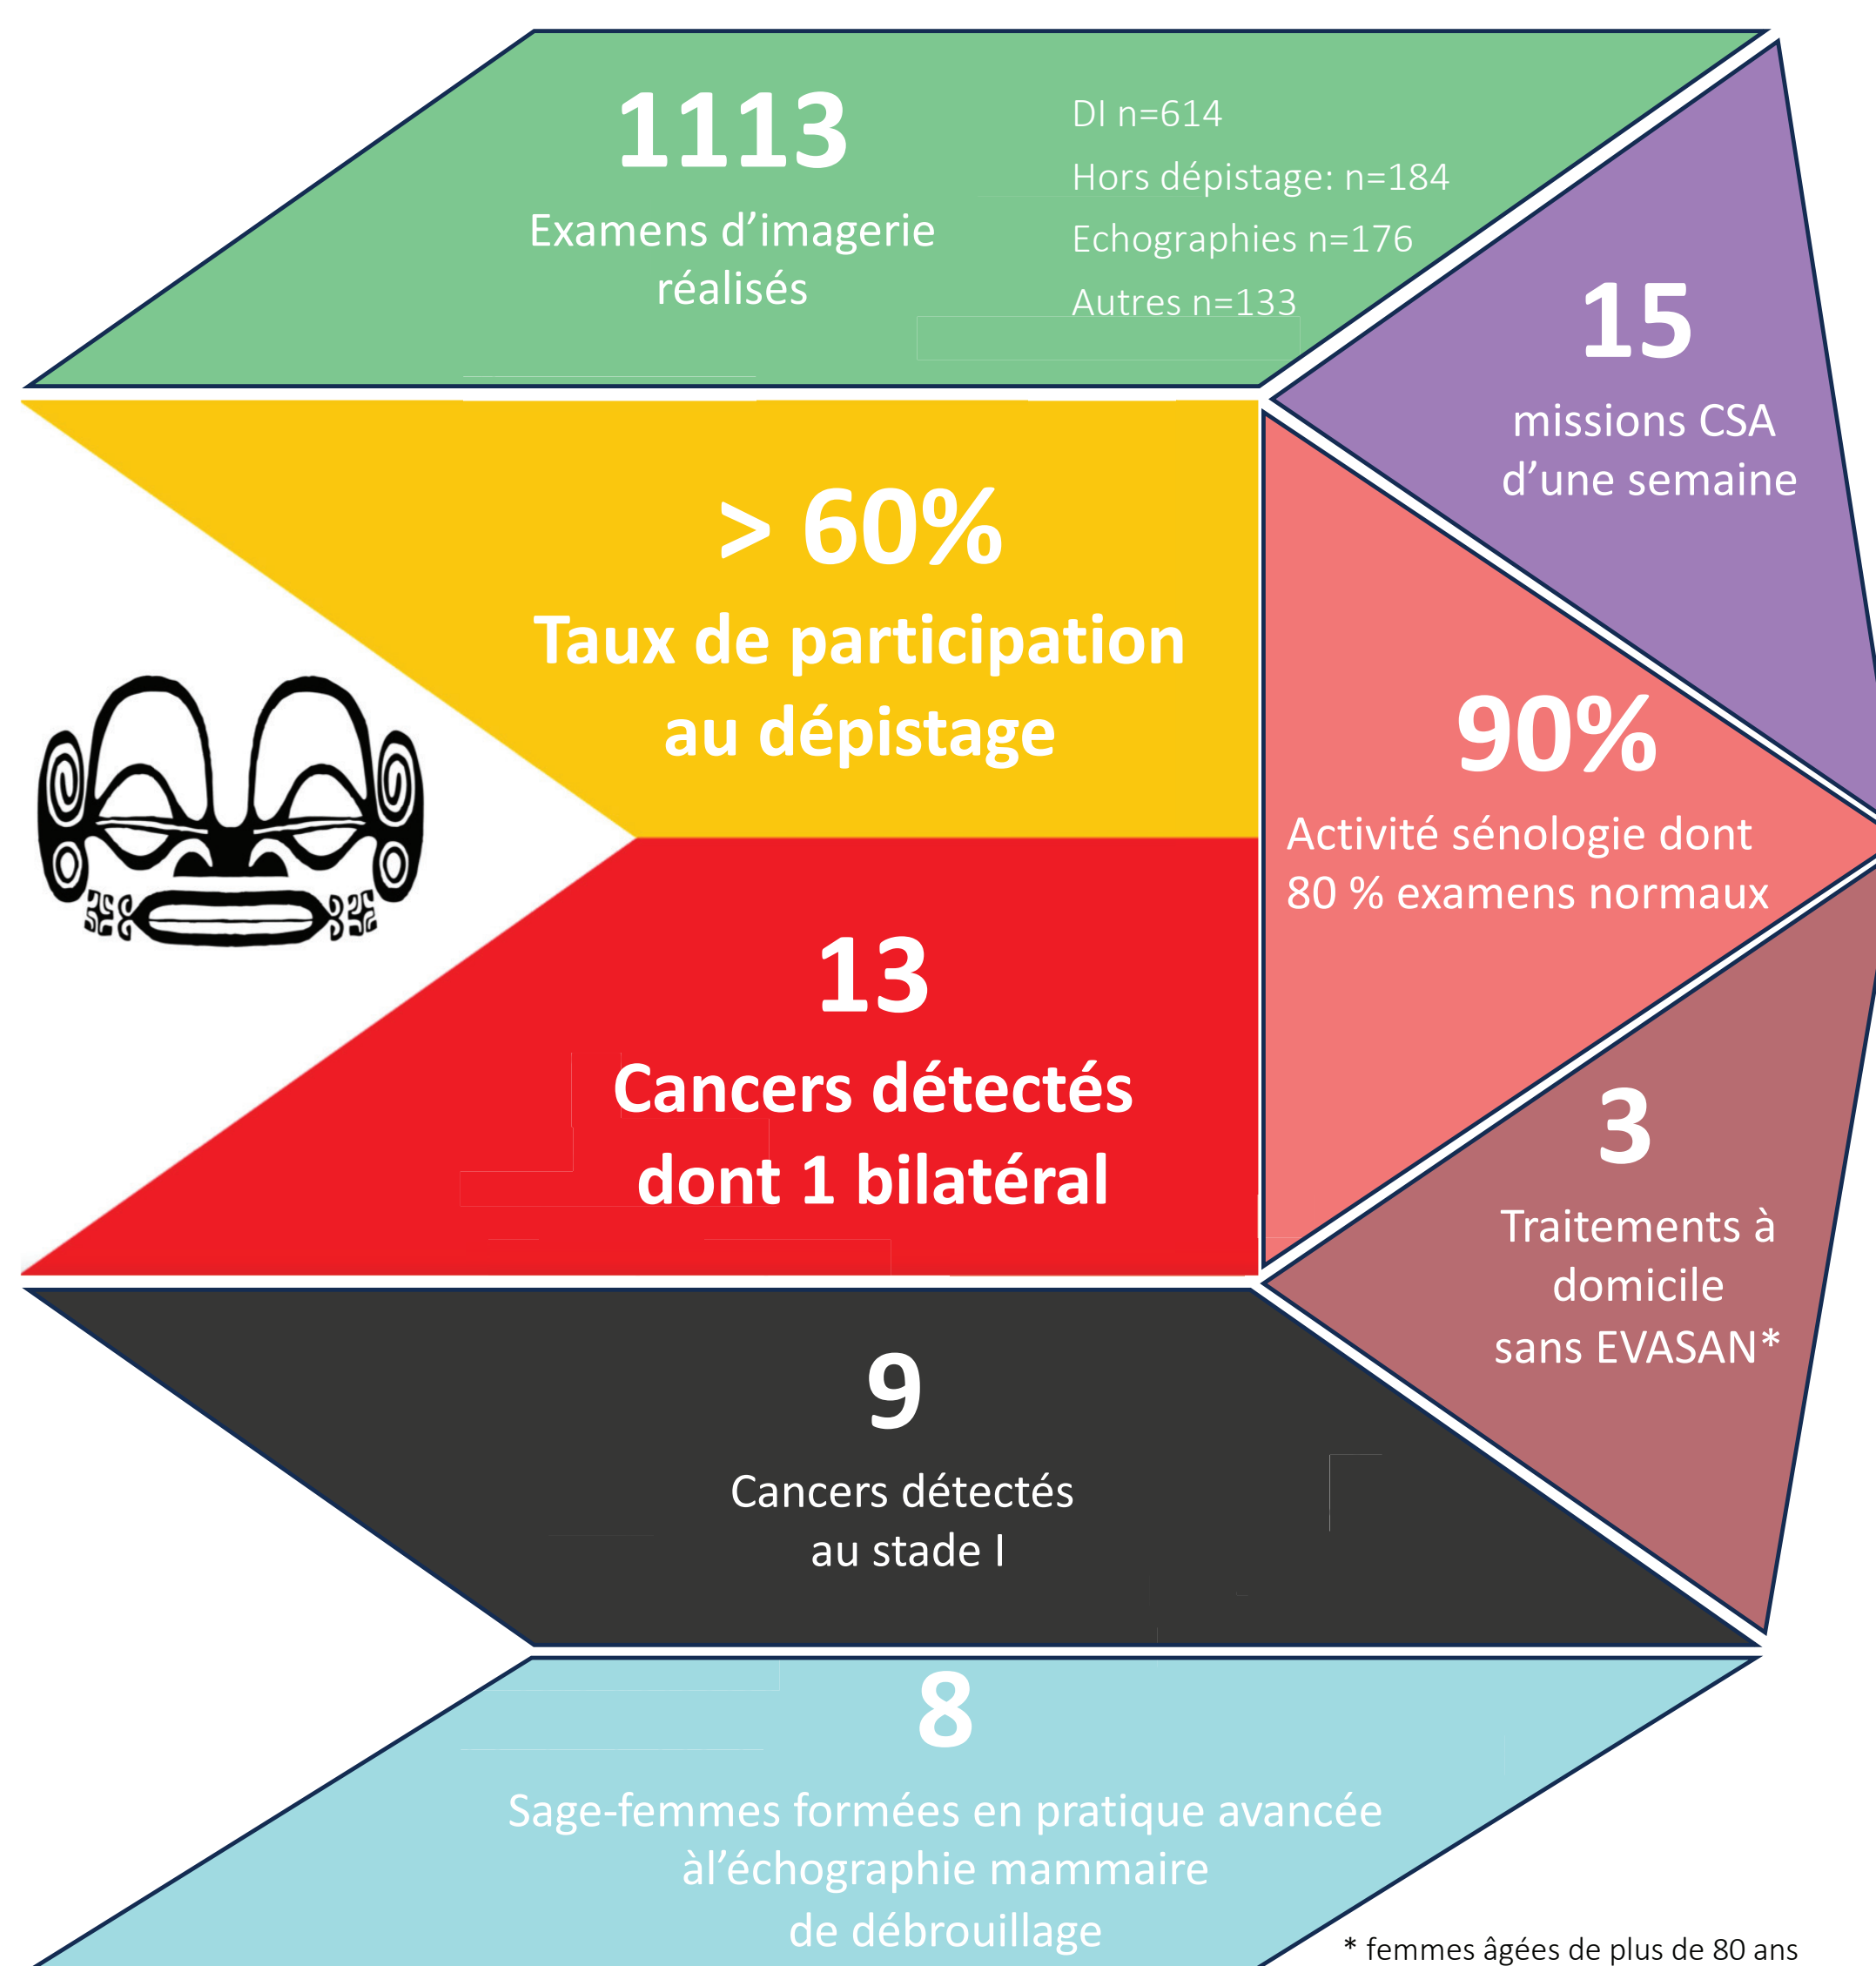 1113
Examens d’imagerie
réalisés
DI n=614
Hors dépistage: n=184
Echographies n=176
Autres n=133
15
missions CSA
d’une semaine
> 60%
Taux de participation
au dépistage
90%
Activité sénologie dont
80 % examens normaux
13
Cancers détectés
dont 1 bilatéral
3
Traitements à
domicile
sans EVASAN*
9
Cancers détectés
au stade I
8
Sage-femmes formées en pratique avancée
àl’échographie mammaire
de débrouillage
* femmes âgées de plus de 80 ans